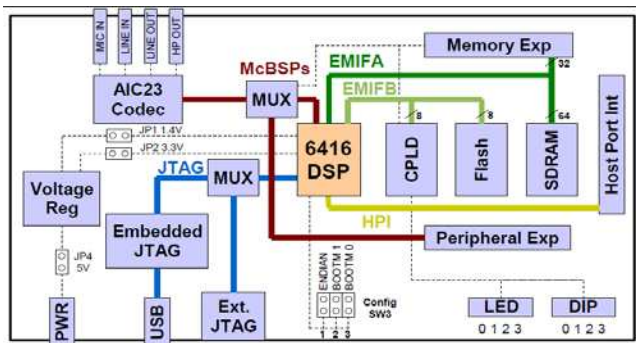 MIC IN
LINE IN
LINE OUT
HP OUT
Memory Exp
McBSPs
EMIFA
32
AIC23
Codec
MUX
EMIFB
8
8
64
JP1 1.4V
JP2 3.3V
6416
DSP
CPLD
Flash
SDRAM
Host Port Int
JTAG
MUX
Voltage
Reg
HPI
Embedded
JTAG
Peripheral Exp
JP4
5V
ENDIAN
BOOTM 1
BOOTM 0
Config
SW3
PWR
USB
Ext.
JTAG
1 2 3
LED
DIP
0 1 2 3
0 1 2 3